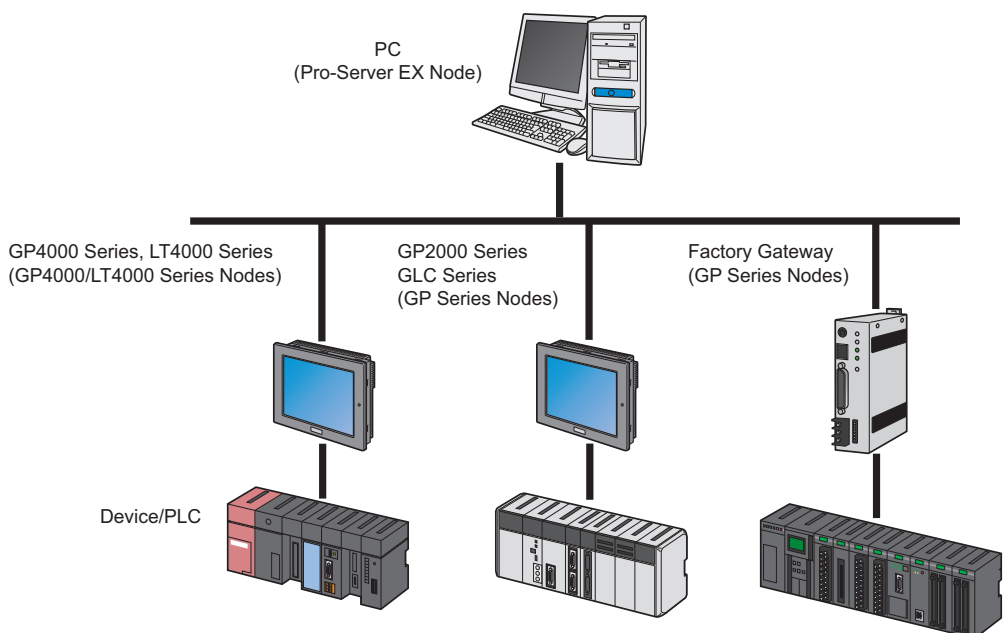 PC
(Pro-Server EX Node)
GP4000 Series, LT4000 Series
(GP4000/LT4000 Series Nodes)
GP2000 Series
GLC Series
(GP Series Nodes)
Factory Gateway
(GP Series Nodes)
Device/PLC